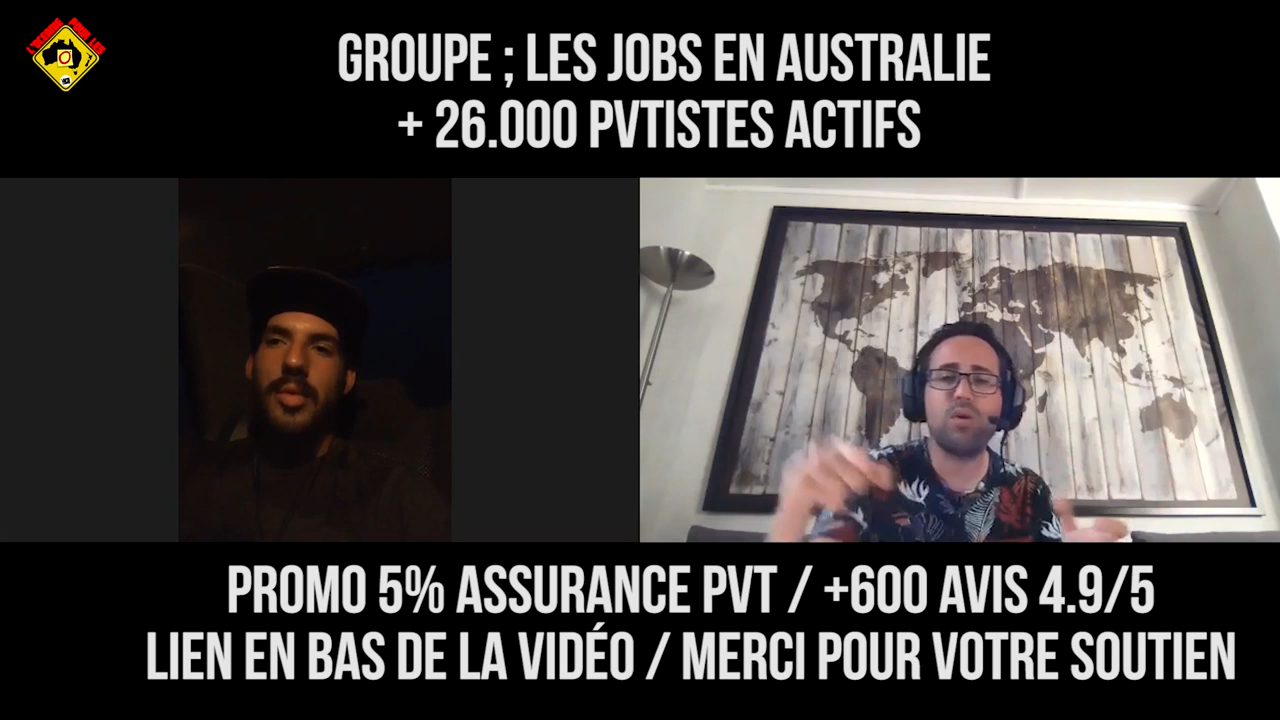 GROUPE ; LES JOBS EN AUSTRALIE
+ 26.000 PVTISTES ACTIFS
PROMO 5% ASSURANCE PVT / +600 AVIS 4.9/5
LIEN EN BAS DE LA VIDÉO / MERCI POUR VOTRE SOUTIEN